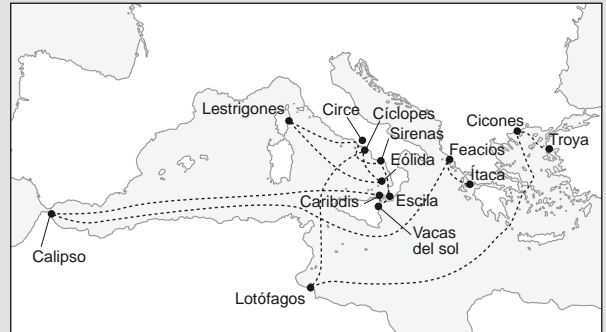 Lestrigones
Circe
Cíclopes
Sirenas
Cicones
Troya
Feacios
Eólida
Ítaca
Caribdis
Escila
Vacas
del sol
Calipso
Lotófagos